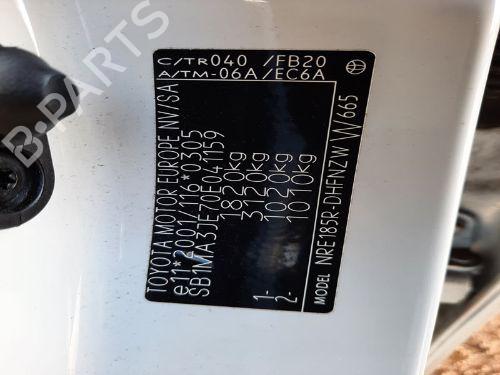 TOYOTA MOTOR EUROPE NV/SA
e11*2001/116*0305
SB1MA3JE70E041159
1820kg
3120kg
1- 1020kg
2- 1010kg
MODEL NRE185R-DHFNZW W665
C/TR040 /FB20
A/TM-06A/EC6A
B-PARTS